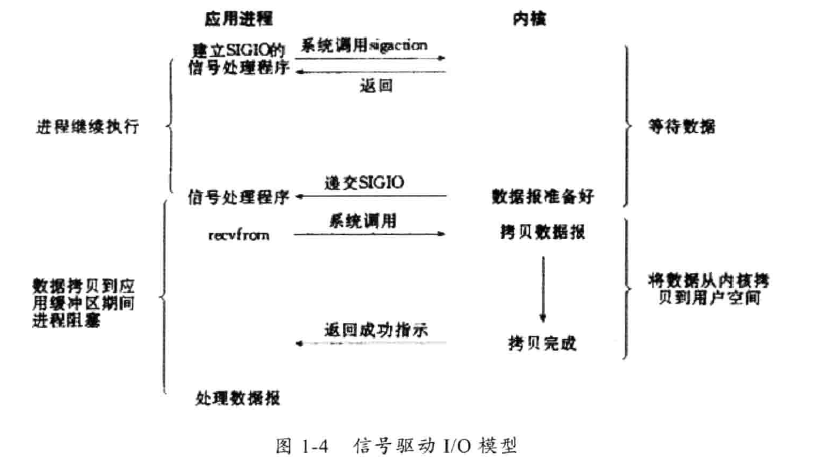 应用进程
内核
建立SIGIO的
信号处理程序
系统调用sigaction
返回
进程继续执行
等待数据
信号处理程序
递交SIGIO
数据报准备好
recvfrom
系统调用
拷贝数据报
数据拷贝到应
用缓冲区期间
进程阻塞
将数据从内核拷
贝到用户空间
返回成功指示
拷贝完成
处理数据报
图 1-4 信号驱动 I/O 模型